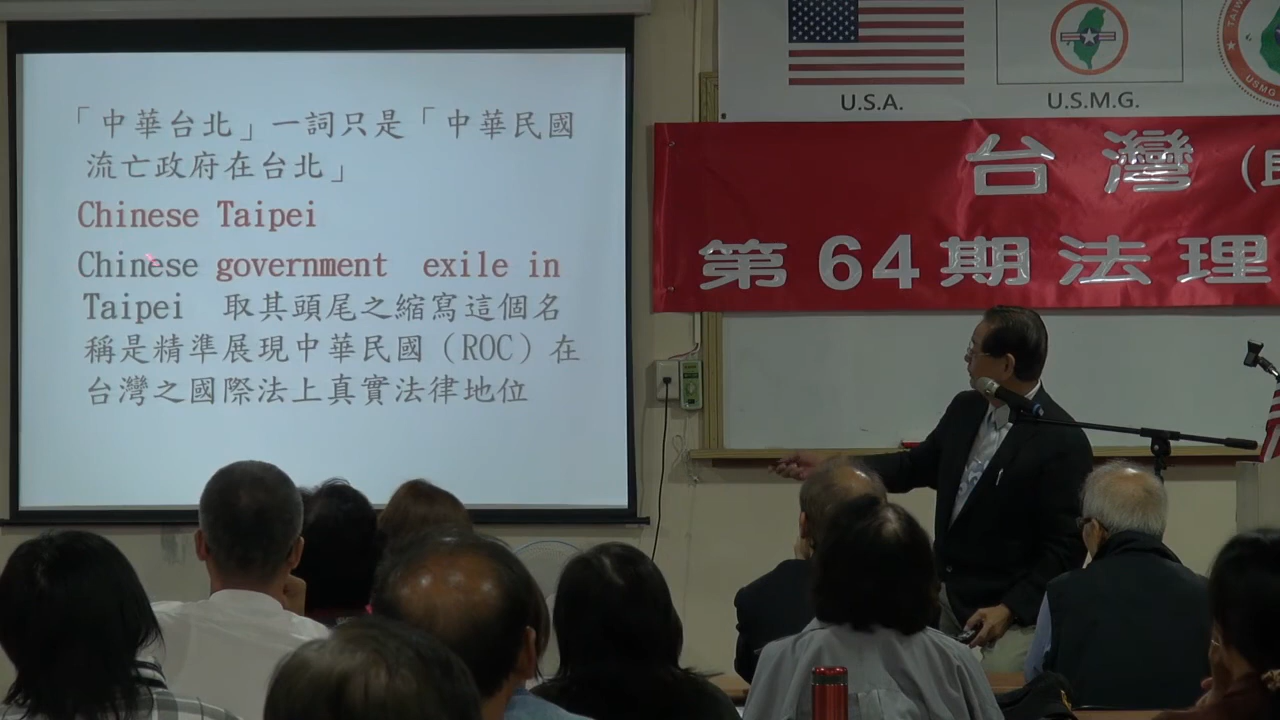 「中華台北」一詞只是「中華民國
流亡政府在台北」
Chinese Taipei
Chinese government exile in
Taipei 取其頭尾之縮寫這個名
稱是精準展現中華民國（ROC）在
台灣之國際法上真實法律地位
U.S.A.
U.S.M.G.
TAIW
USMG
台灣（
第64期法理